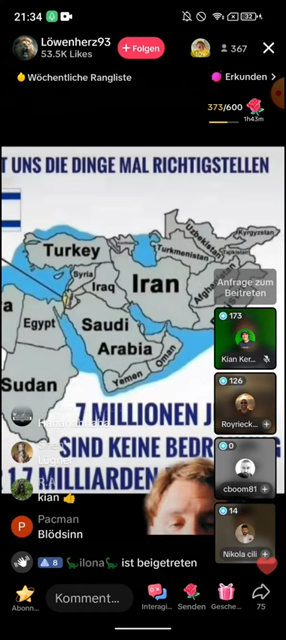 21:34
32
Löwenherz93
53.5K Likes
+ Folgen
367
Wöchentliche Rangliste
Erkunden >
373/600
1h43m
T UNS DIE DINGE MAL RICHTIGSTELLEN
Kyrgyzstan
Uzbekistan
Turkmenistan
Tajikistan
Turkey
Syria
Iraq
Iran
Egypt
Saudi
Arabia
Oman
Yemen
Sudan
Anfrage zum
Beitreten
173
Kian Ker...
126
Royrieck...
0
cboom81
14
Nikola cili
7 MILLIONEN J
SIND KEINE BEDR
1,7 MILLIARDEN
kian 👍
Pacman
Blödsinn
8 🦕ilona🦕 ist beigetreten
Abonn...
Kommentar...
Interagi...
Senden
Gesche...
75